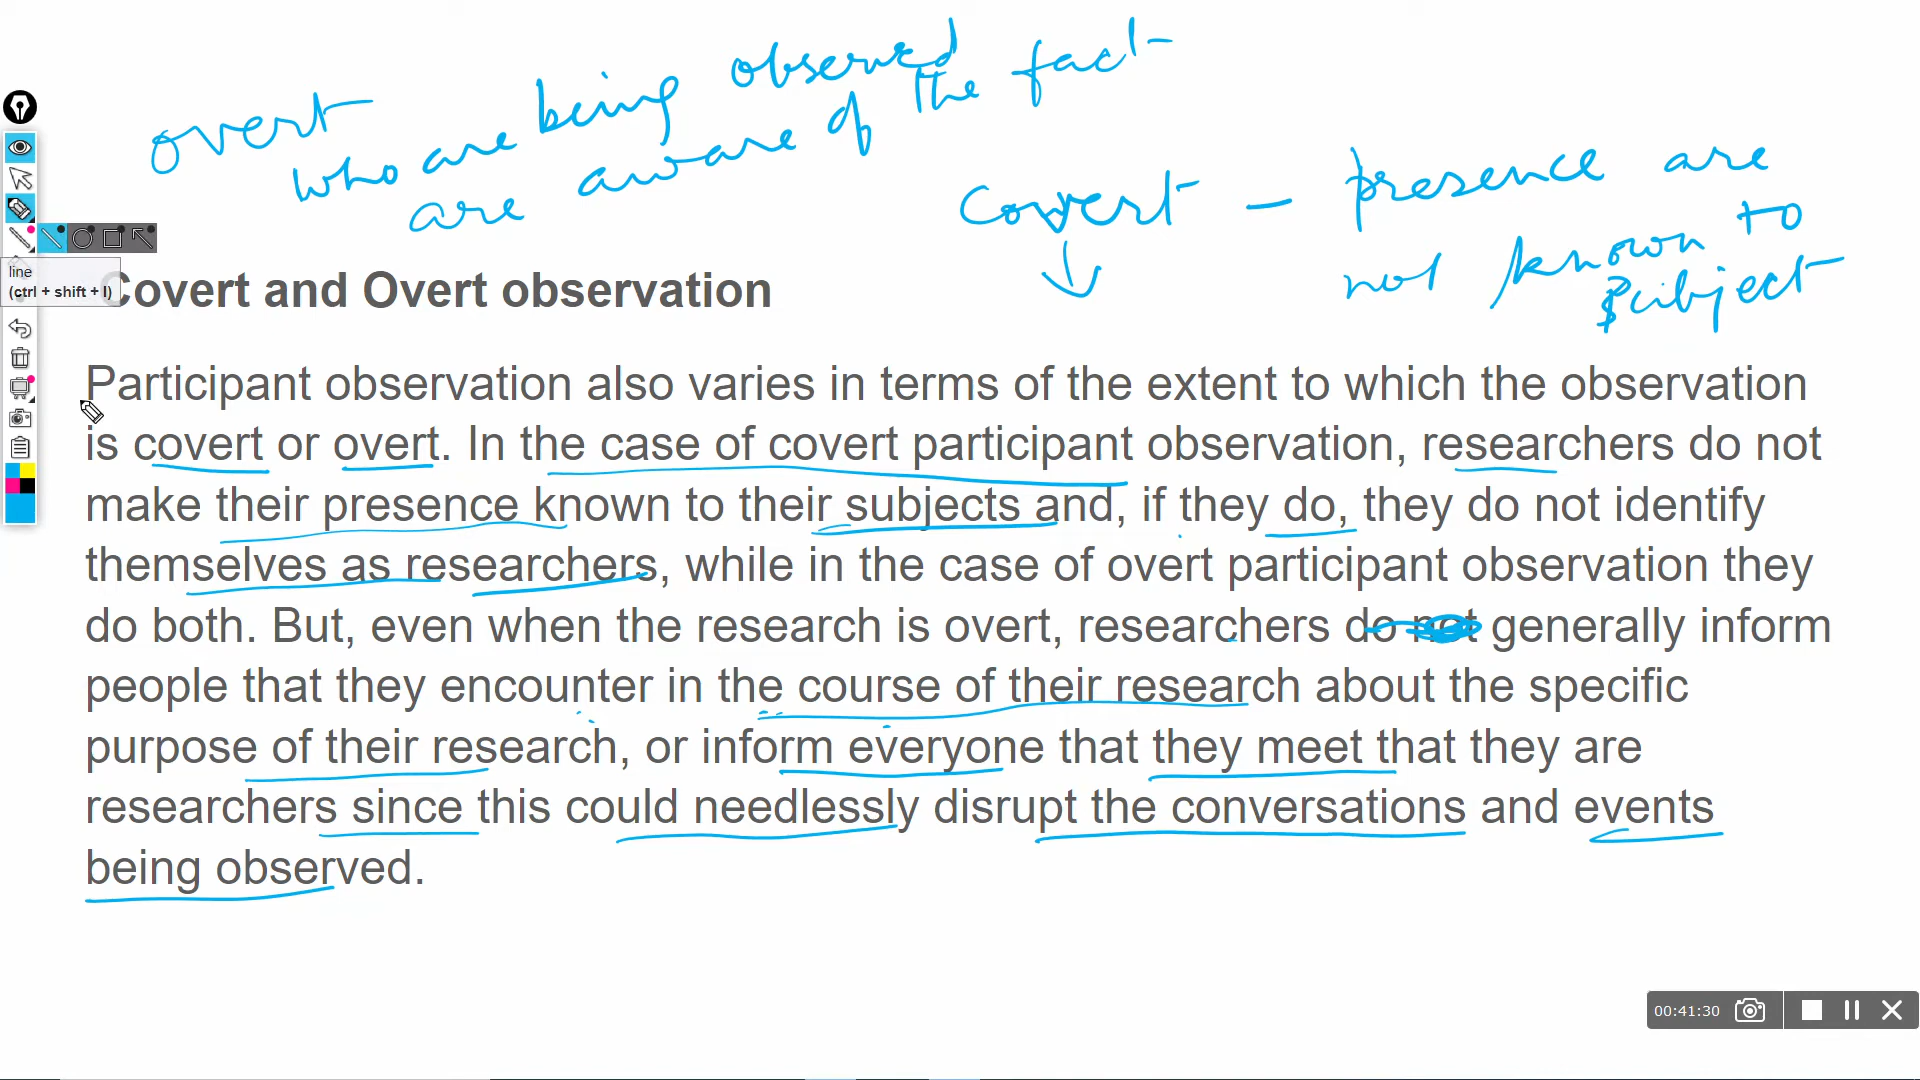 overt
who are being observed
are aware of the fact
covert – presence are
not known to
subject
line
(ctrl + shift + l)
Covert and Overt observation
Participant observation also varies in terms of the extent to which the observation
is covert or overt. In the case of covert participant observation, researchers do not
make their presence known to their subjects and, if they do, they do not identify
themselves as researchers, while in the case of overt participant observation they
do both. But, even when the research is overt, researchers do not generally inform
people that they encounter in the course of their research about the specific
purpose of their research, or inform everyone that they meet that they are
researchers since this could needlessly disrupt the conversations and events
being observed.
00:41:30